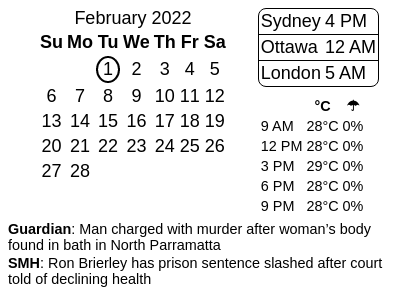 February 2022
Su Mo Tu We Th Fr Sa
1 2 3 4 5
6 7 8 9 10 11 12
13 14 15 16 17 18 19
20 21 22 23 24 25 26
27 28
Sydney 4 PM
Ottawa 12 AM
London 5 AM
°C ☂
9 AM 28°C 0%
12 PM 28°C 0%
3 PM 29°C 0%
6 PM 28°C 0%
9 PM 28°C 0%
Guardian: Man charged with murder after woman’s body
found in bath in North Parramatta
SMH: Ron Brierley has prison sentence slashed after court
told of declining health